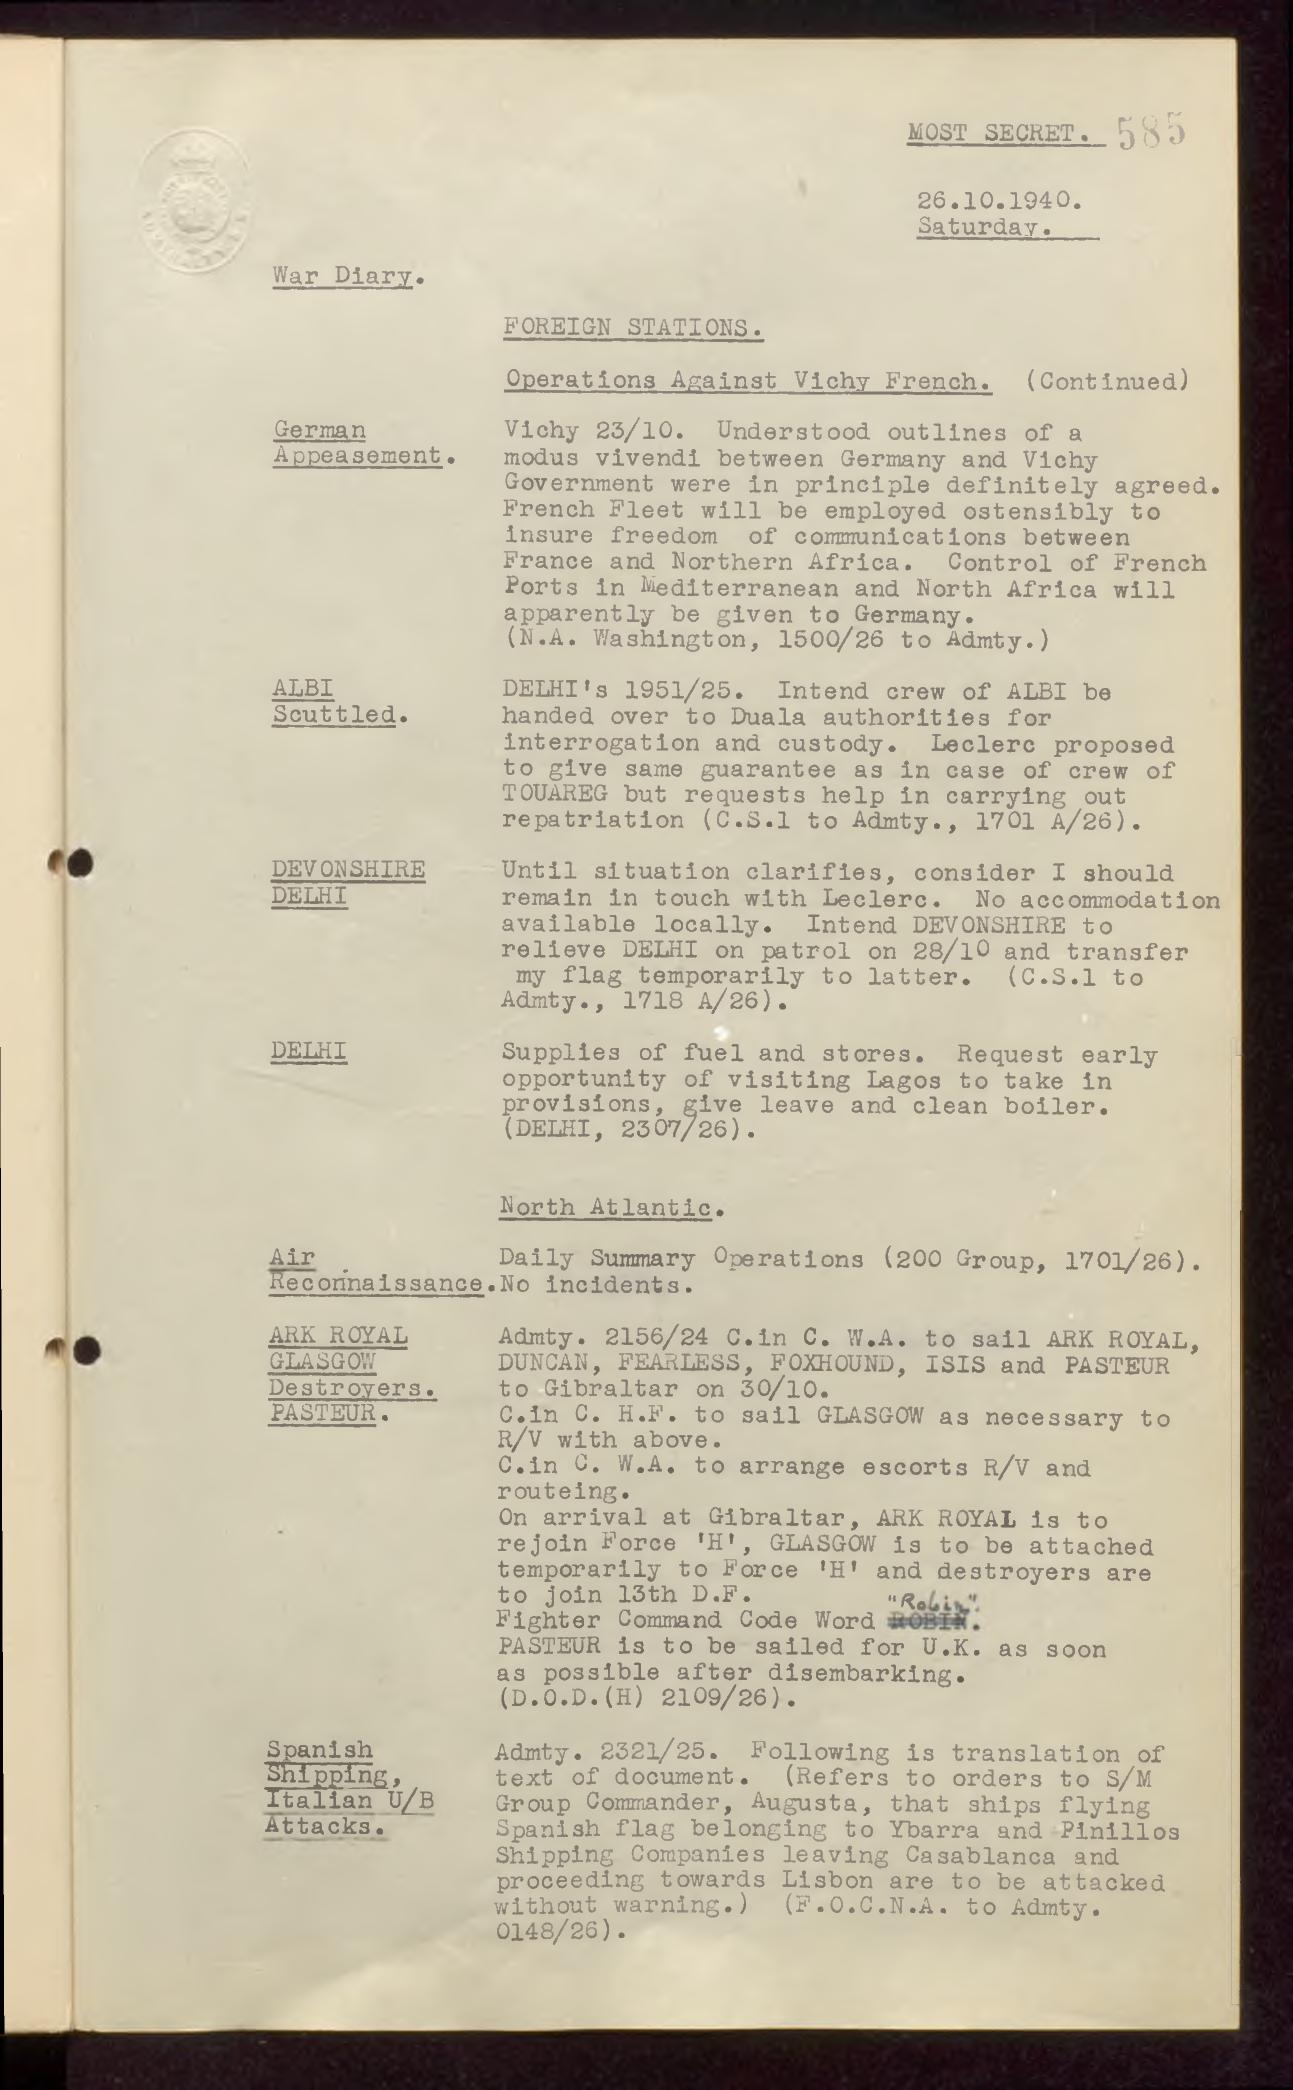 MOST SECRET. 585
26.10.1940.
Saturday.
War Diary.
FOREIGN STATIONS.
Operations Against Vichy French. (Continued)
German
Appeasement.
Vichy 23/10. Understood outlines of a
modus vivendi between Germany and Vichy
Government were in principle definitely agreed.
French Fleet will be employed ostensibly to
insure freedom of communications between
France and Northern Africa. Control of French
Ports in Mediterranean and North Africa will
apparently be given to Germany.
(N.A. Washington, 1500/26 to Admty.)
ALBI
Scuttled.
DELHI's 1951/25. Intend crew of ALBI be
handed over to Duala authorities for
interrogation and custody. Leclerc proposed
to give same guarantee as in case of crew of
TOUAREG but requests help in carrying out
repatriation (C.S.1 to Admty., 1701 A/26).
DEVONSHIRE
DELHI
Until situation clarifies, consider I should
remain in touch with Leclerc. No accommodation
available locally. Intend DEVONSHIRE to
relieve DELHI on patrol on 28/10 and transfer
my flag temporarily to latter. (C.S.1 to
Admty., 1718 A/26).
DELHI
Supplies of fuel and stores. Request early
opportunity of visiting Lagos to take in
provisions, give leave and clean boiler.
(DELHI, 2307/26).
North Atlantic.
Air
Reconnaissance.
Daily Summary Operations (200 Group, 1701/26).
No incidents.
ARK ROYAL
GLASGOW
Destroyers.
PASTEUR.
Admty. 2156/24 C.in C. W.A. to sail ARK ROYAL,
DUNCAN, FEARLESS, FOXHOUND, ISIS and PASTEUR
to Gibraltar on 30/10.
C.in C. H.F. to sail GLASGOW as necessary to
R/V with above.
C.in C. W.A. to arrange escorts R/V and
routeing.
On arrival at Gibraltar, ARK ROYAL is to
rejoin Force 'H', GLASGOW is to be attached
temporarily to Force 'H' and destroyers are
to join 13th D.F.
"Robin"
Fighter Command Code Word ROBIN.
PASTEUR is to be sailed for U.K. as soon
as possible after disembarking.
(D.O.D.(H) 2109/26).
Spanish
Shipping,
Italian U/B
Attacks.
Admty. 2321/25. Following is translation of
text of document. (Refers to orders to S/M
Group Commander, Augusta, that ships flying
Spanish flag belonging to Ybarra and Pinillos
Shipping Companies leaving Casablanca and
proceeding towards Lisbon are to be attacked
without warning.) (F.O.C.N.A. to Admty.
0148/26).